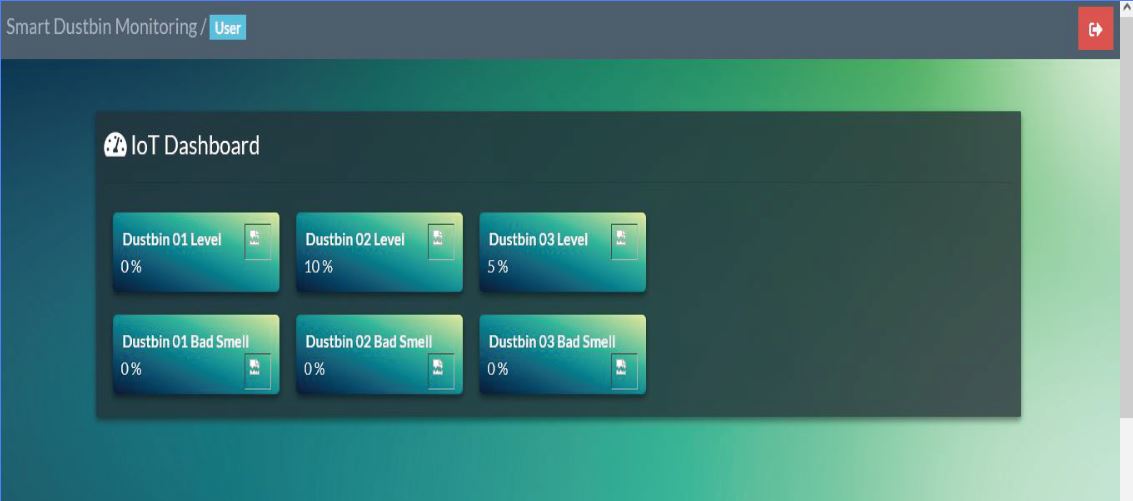 Smart Dustbin Monitoring / User
IoT Dashboard
Dustbin 01 Level
0 %
Dustbin 02 Level
10 %
Dustbin 03 Level
5 %
Dustbin 01 Bad Smell
0 %
Dustbin 02 Bad Smell
0 %
Dustbin 03 Bad Smell
0 %